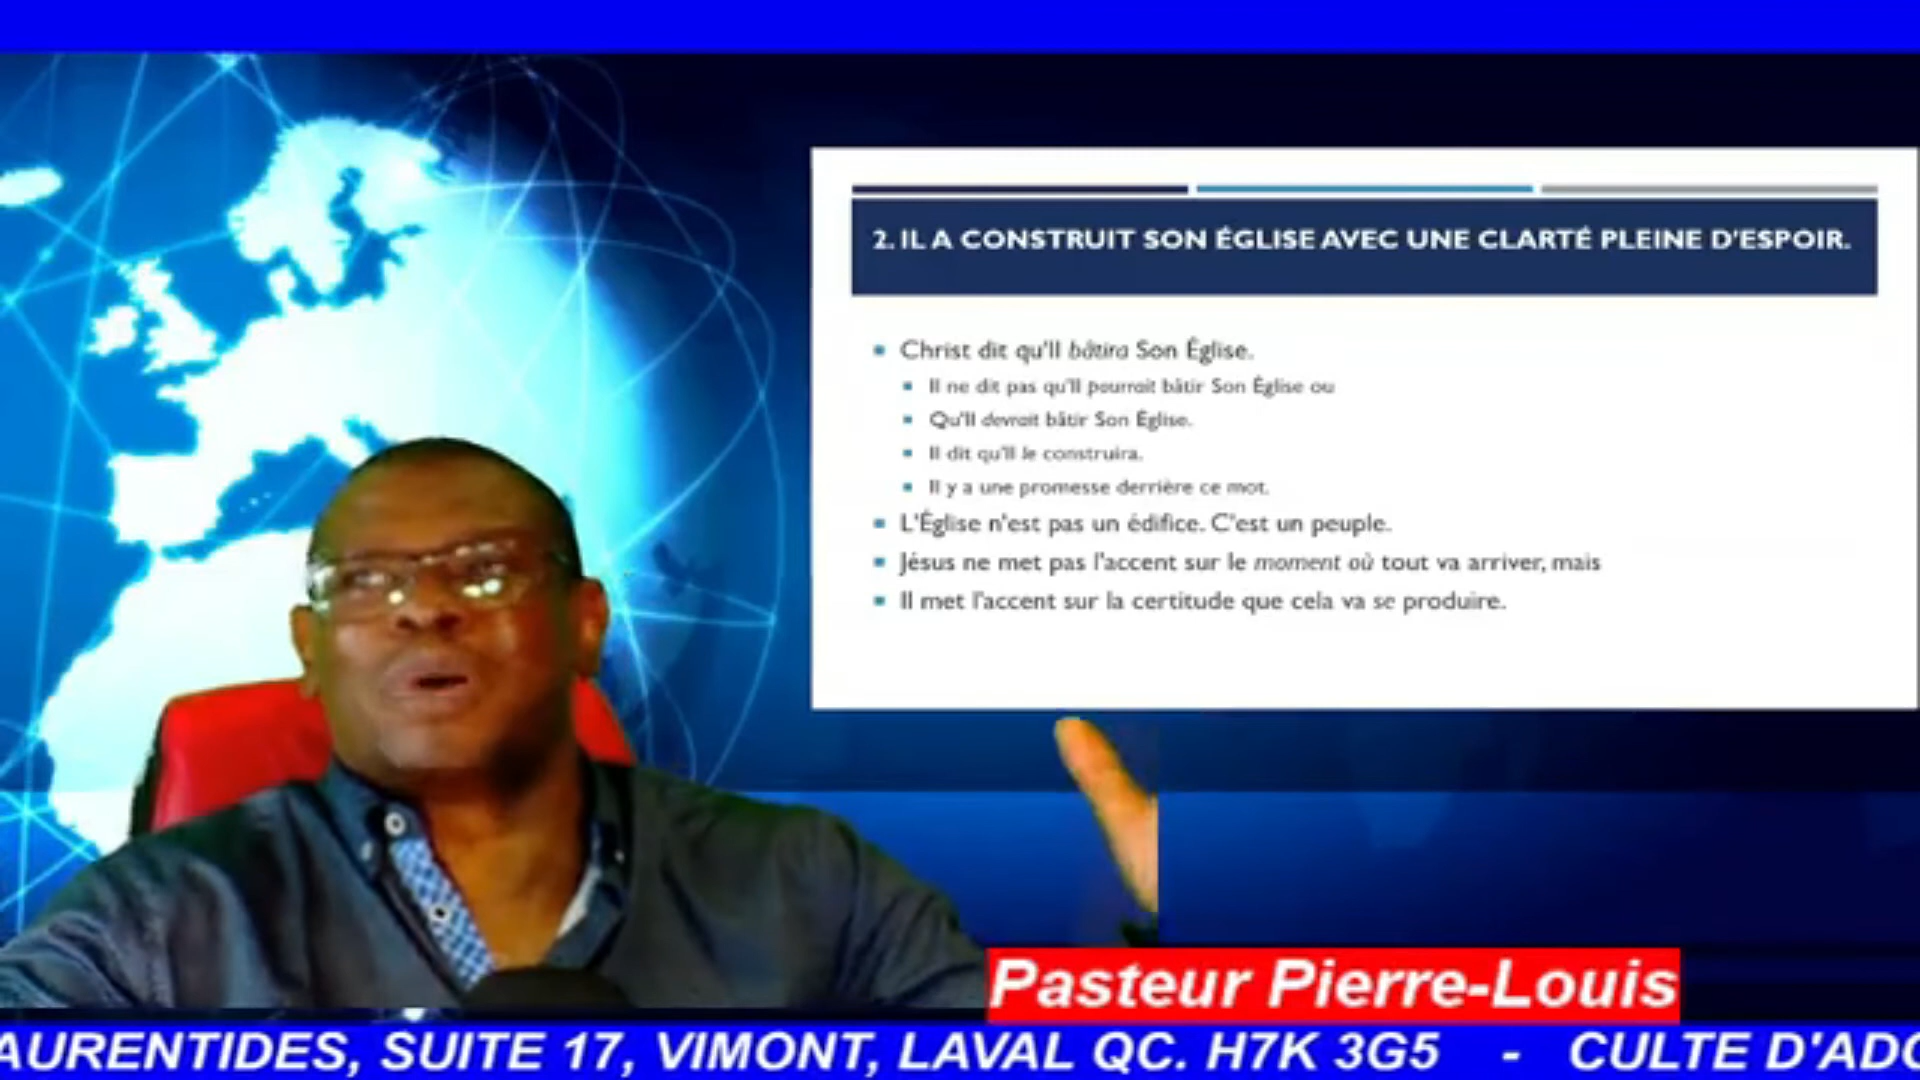 2. IL A CONSTRUIT SON ÉGLISE AVEC UNE CLARTÉ PLEINE D'ESPOIR.
Christ dit qu'Il bâtira Son Église.
Il ne dit pas qu'Il pourrait bâtir Son Église ou
Qu'Il devrait bâtir Son Église.
Il dit qu'Il le construira.
Il y a une promesse derrière ce mot.
L'Église n'est pas un édifice. C'est un peuple.
Jésus ne met pas l'accent sur le moment où tout va arriver, mais
Il met l'accent sur la certitude que cela va se produire.
Pasteur Pierre-Louis
AURENTIDES, SUITE 17, VIMONT, LAVAL QC. H7K 3G5 - CULTE D'ADO